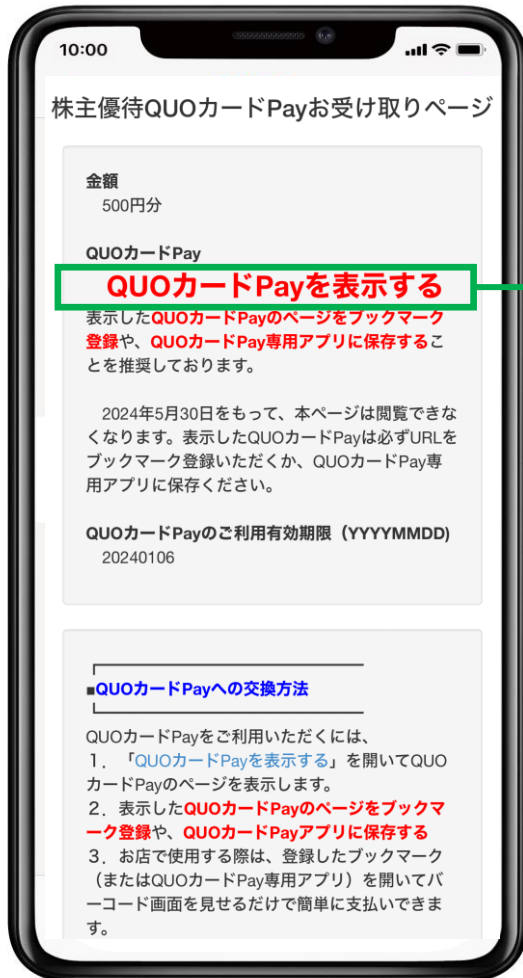 10:00
株主優待QUOカードPayお受け取りページ
金額
500円分
QUOカードPay
QUOカードPayを表示する
表示したQUOカードPayのページをブックマーク
登録や、QUOカードPay専用アプリに保存するこ
とを推奨しております。
2024年5月30日をもって、本ページは閲覧できな
くなります。表示したQUOカードPayは必ずURLを
ブックマーク登録いただくか、QUOカードPay専
用アプリに保存ください。
QUOカードPayのご利用有効期限（YYYYMMDD)
20240106
■QUOカードPayへの交換方法
QUOカードPayをご利用いただくには、
１．「QUOカードPayを表示する」を開いてQUO
カードPayのページを表示します。
２．表示したQUOカードPayのページをブックマ
ーク登録や、QUOカードPayアプリに保存する
３．お店で使用する際は、登録したブックマーク
（またはQUOカードPay専用アプリ）を開いてバ
ーコード画面を見せるだけで簡単に支払いできま
す。